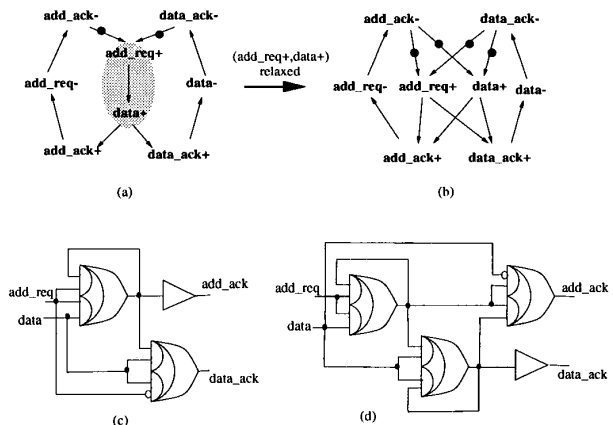 add_ack-
data_ack-
add_req+
add_req-
data-
data+
add_ack+
data_ack+
(a)
(add_req+,data+)
relaxed
add_ack-
data_ack-
add_req-
add_req+
data+
data-
add_ack+
data_ack+
(b)
add_req
data
add_ack
data_ack
(c)
add_req
data
add_ack
data_ack
(d)